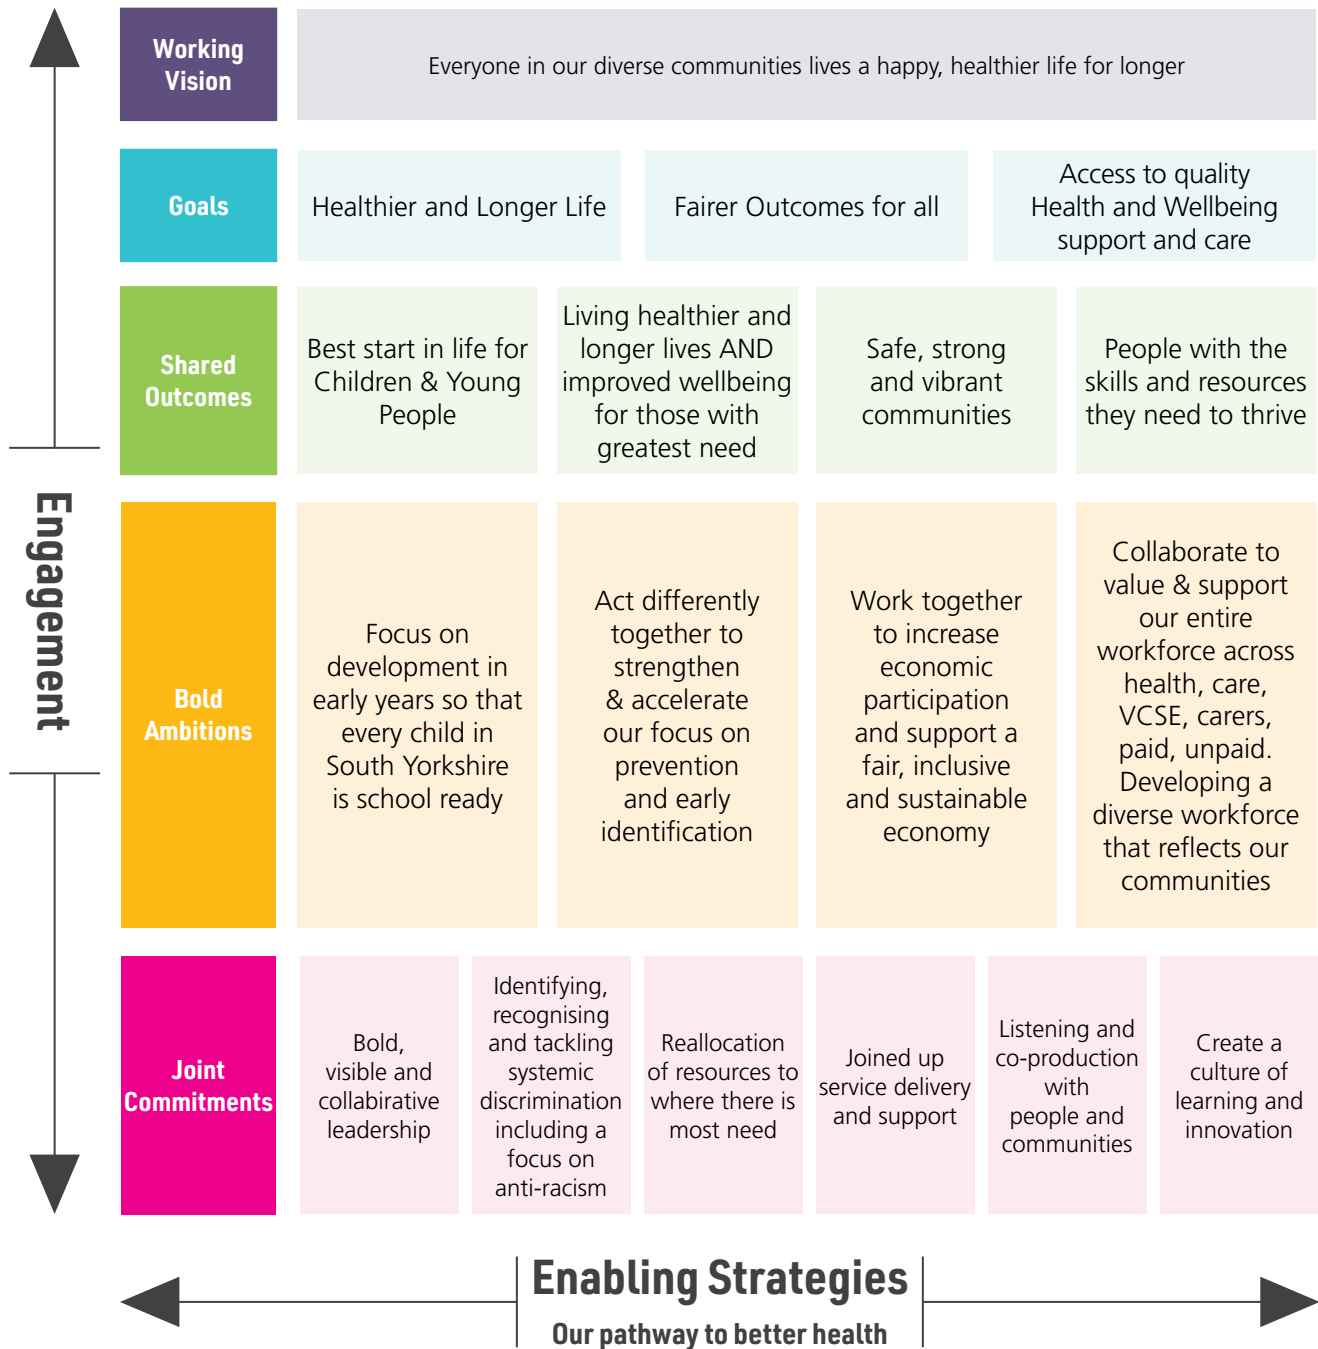 Working
Vision
Everyone in our diverse communities lives a happy, healthier life for longer
Goals
Healthier and Longer Life
Fairer Outcomes for all
Access to quality
Health and Wellbeing
support and care
Shared
Outcomes
Best start in life for
Children & Young
People
Living healthier and
longer lives AND
improved wellbeing
for those with
greatest need
Safe, strong
and vibrant
communities
People with the
skills and resources
they need to thrive
Engagement
Bold
Ambitions
Focus on
development in
early years so that
every child in
South Yorkshire
is school ready
Act differently
together to
strengthen
& accelerate
our focus on
prevention
and early
identification
Work together
to increase
economic
participation
and support a
fair, inclusive
and sustainable
economy
Collaborate to
value & support
our entire
workforce across
health, care,
VCSE, carers,
paid, unpaid.
Developing a
diverse workforce
that reflects our
communities
Joint
Commitments
Bold,
visible and
collabirative
leadership
Identifying,
recognising
and tackling
systemic
discrimination
including a
focus on
anti-racism
Reallocation
of resources to
where there is
most need
Joined up
service delivery
and support
Listening and
co-production
with
people and
communities
Create a
culture of
learning and
innovation
Enabling Strategies
Our pathway to better health